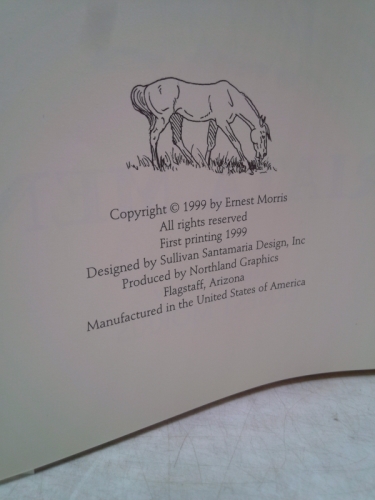 Copyright © 1999 by Ernest Morris
All rights reserved
First printing 1999
Designed by Sullivan Santamaria Design, Inc
Produced by Northland Graphics
Flagstaff, Arizona
Manufactured in the United States of America